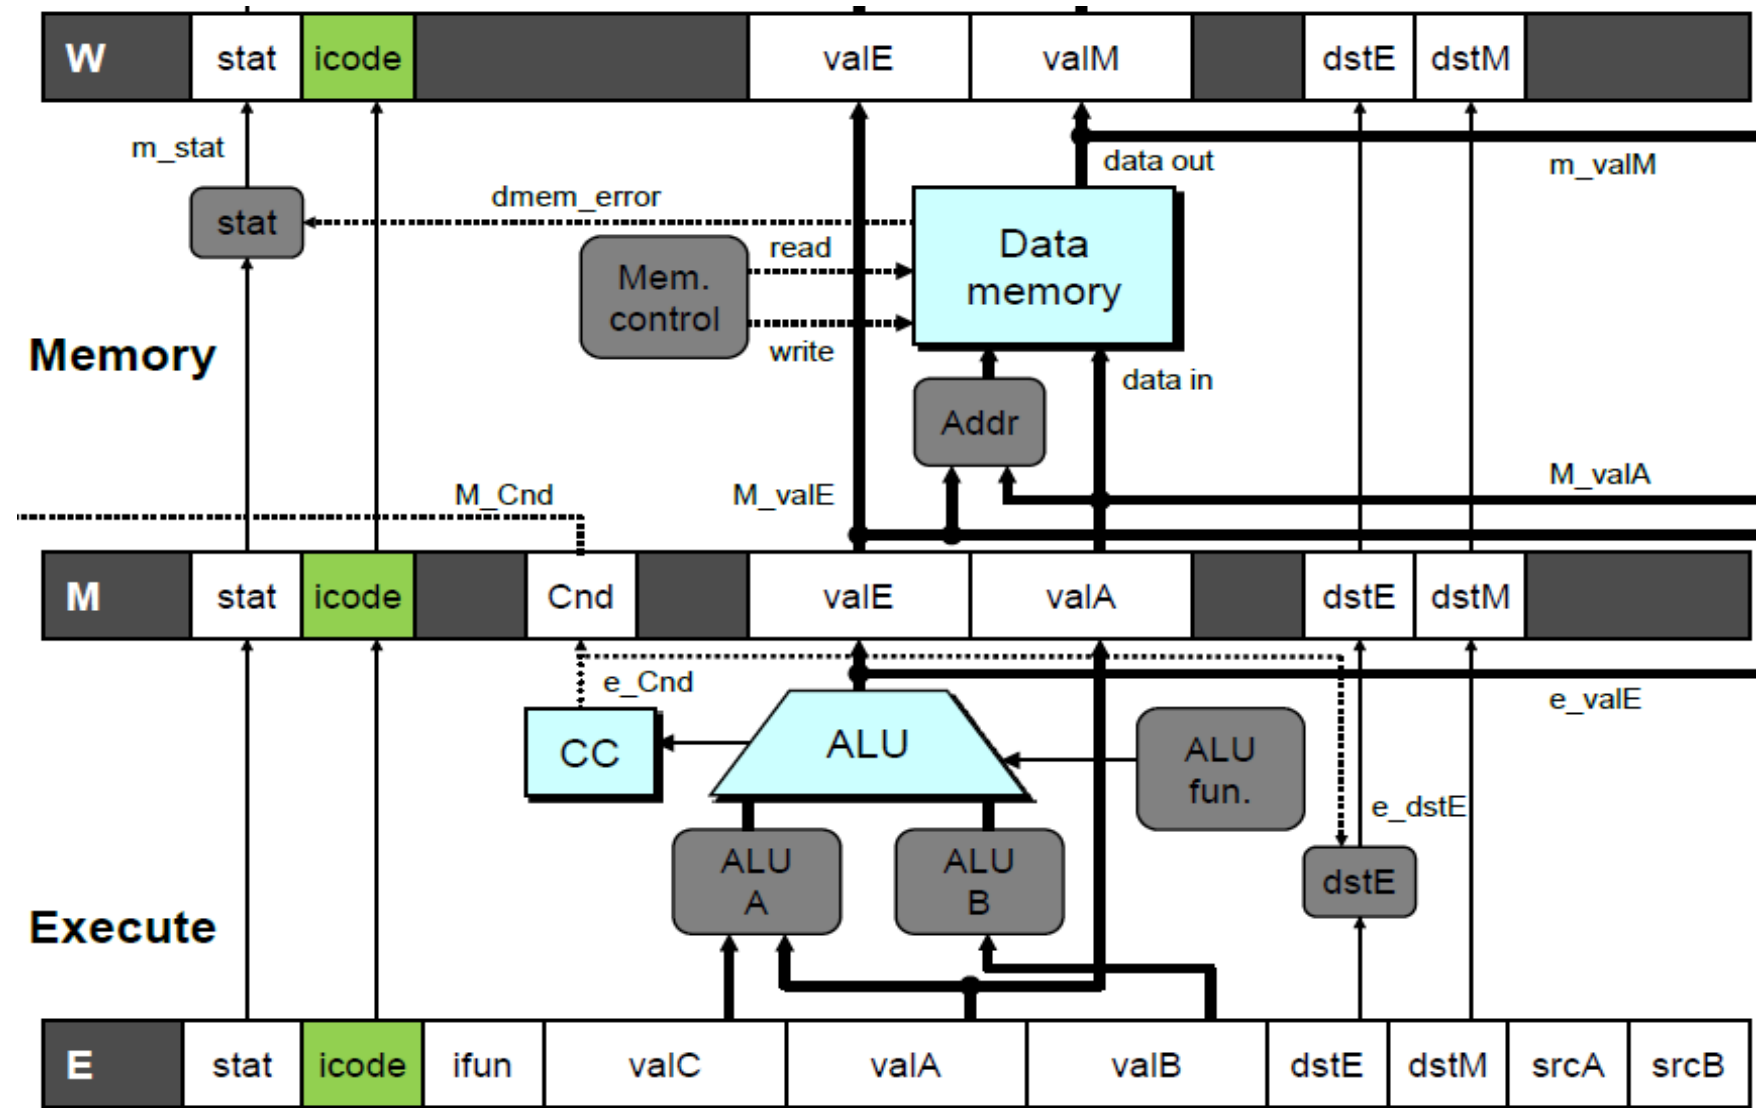 W stat icode valE valM dstE dstM
m_stat
data out
m_valM
stat
dmem_error
read
Mem.
control
write
Data
memory
Memory
data in
Addr
M_Cnd
M_valE
M_valA
M stat icode Cnd valE valA dstE dstM
e_Cnd
e_valE
CC
ALU
ALU
fun.
e_dstE
ALU
A
ALU
B
dstE
Execute
E stat icode ifun valC valA valB dstE dstM srcA srcB